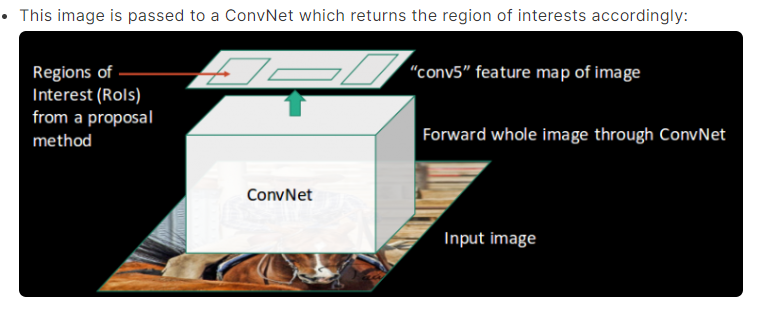 This image is passed to a ConvNet which returns the region of interests accordingly:
Regions of
Interest (RoIs)
from a proposal
method
“conv5” feature map of image
Forward whole image through ConvNet
ConvNet
Input image